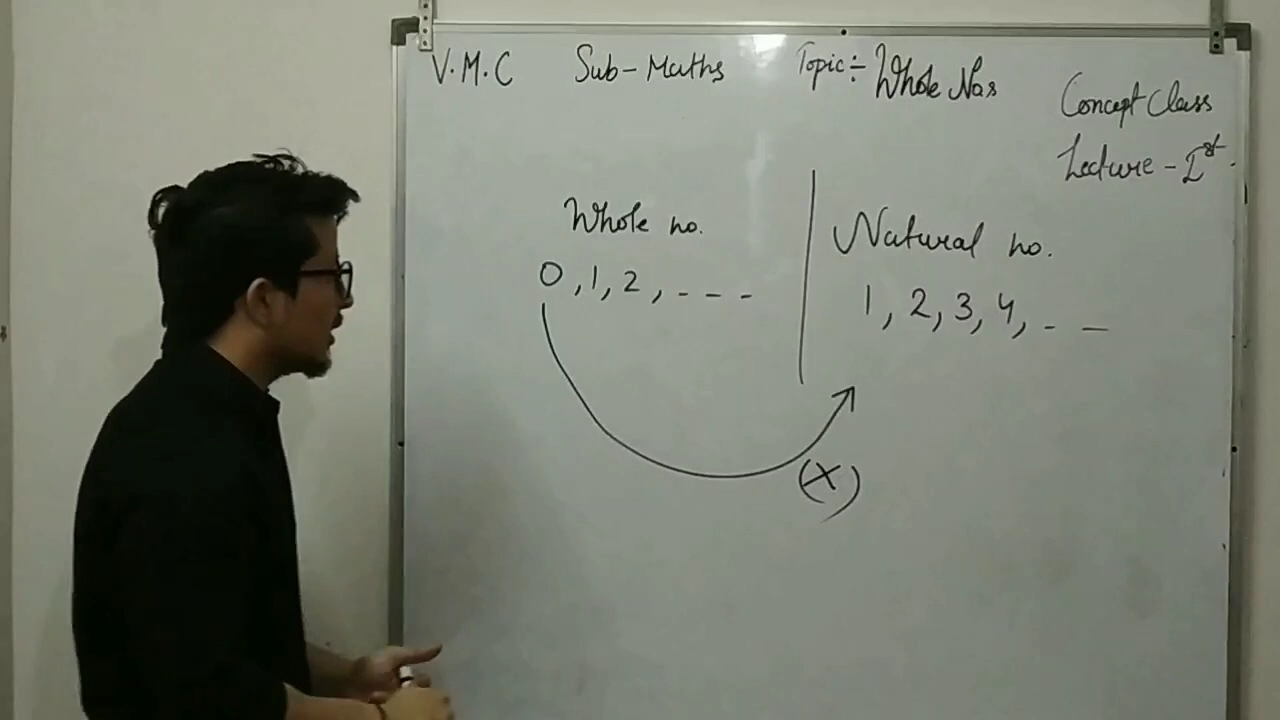 V.M.C Sub-Maths Topic:- Whole Nos
Concept Class
Lecture - Ist.
Whole no.
0, 1, 2, - - -
Natural no.
1, 2, 3, 4, - -
(X)